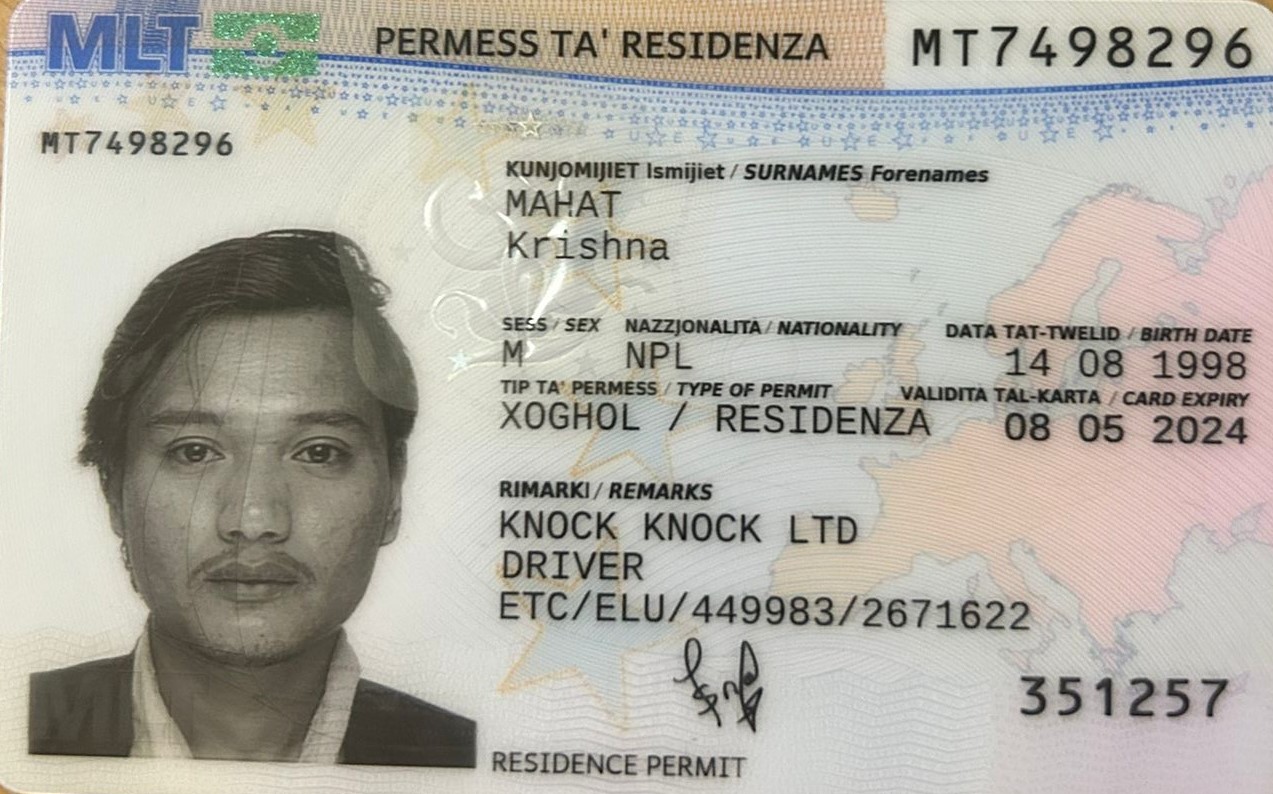 MLT PERMESS TA' RESIDENZA MT7498296
MT7498296
KUNJOMIJIET Ismijiet / SURNAMES Forenames
MAHAT
Krishna
SESS / SEX NAZZJONALITÀ / NATIONALITY DATA TAT-TWELID / BIRTH DATE
M NPL 14 08 1998
TIP TA' PERMESS / TYPE OF PERMIT VALIDITÀ TAL-KARTA / CARD EXPIRY
XOGHOL / RESIDENZA 08 05 2024
RIMARKI / REMARKS
KNOCK KNOCK LTD
DRIVER
ETC/ELU/449983/2671622
351257
RESIDENCE PERMIT